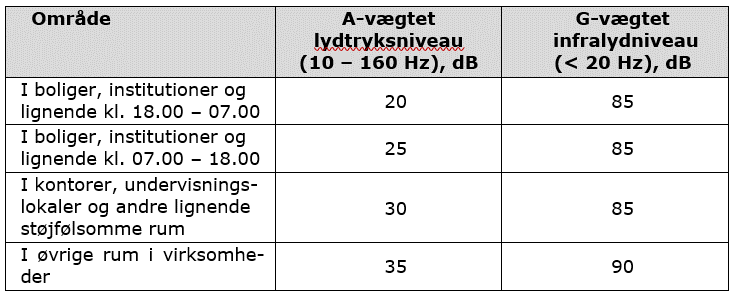 Område
A-vægtet
lydtryksniveau
(10 – 160 Hz), dB
G-vægtet
infralydniveau
(< 20 Hz), dB
I boliger, institutioner og
lignende kl. 18.00 – 07.00
20
85
I boliger, institutioner og
lignende kl. 07.00 – 18.00
25
85
I kontorer, undervisnings-
lokaler og andre lignende
støjfølsomme rum
30
85
I øvrige rum i virksomhe-
der
35
90